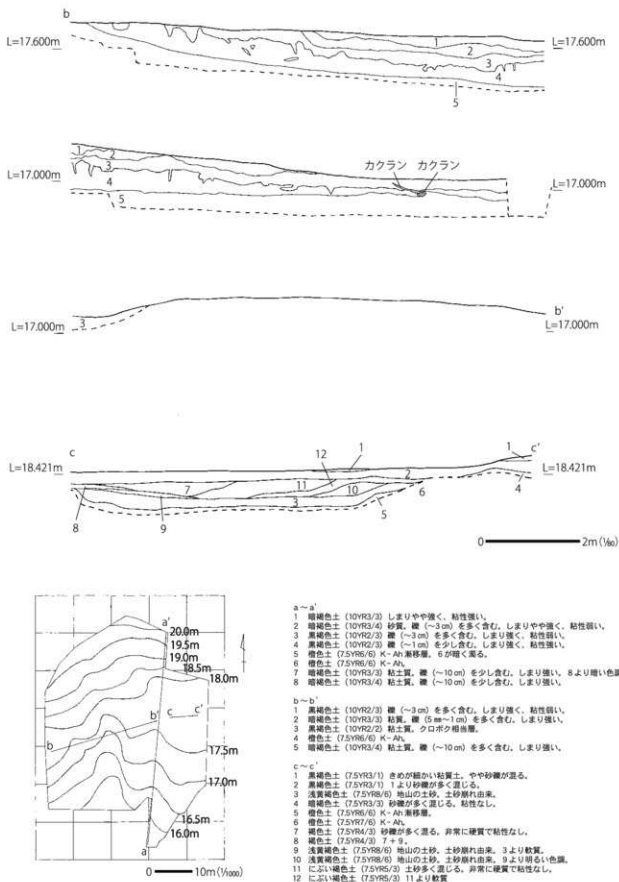 b
L=17.600m
1
2
3
4
5
L=17.600m
L=17.000m
1
2
3
4
5
カクラン
カクラン
L=17.000m
L=17.000m
3
b'
L=17.000m
c
L=18.421m
12
1
1
c'
2
L=18.421m
7
11
10
6
4
3
5
8
9
0 2m(1/80)
a'
20.0m
19.5m
19.0m
18.5m
18.0m
b'
c
c'
b
17.5m
17.0m
16.5m
16.0m
a
0 10m(1/1000)
a~a'
1 暗褐色土（10YR3/3）しまりやや強く、粘性強い。
2 暗褐色土（10YR3/4）砂質。礫（~3㎝）を多く含む。しまりやや強く、粘性弱い。
3 黒褐色土（10YR2/3）礫（~3㎝）を多く含む。しまり強く、粘性弱い。
4 黒褐色土（10YR2/3）礫（~1㎝）を少し含む。しまり強く、粘性弱い。
5 橙色土（7.5YR6/6）K-Ah漸移層。6が暗く濁る。
6 橙色土（7.5YR6/6）K-Ah。
7 暗褐色土（10YR3/3）粘土質。礫（~10㎝）を少し含む。しまり強い。8より暗い色調
8 暗褐色土（10YR3/4）粘土質。礫（~10㎝）を少し含む。しまり強い。
b~b'
1 黒褐色土（10YR2/2）礫（~3㎝）を多く含む。しまり強く、粘性弱い。
2 暗褐色土（10YR3/3）粘質。礫（5㎜~1㎝）を多く含む。しまり強い。
3 黒褐色土（10YR2/2）粘土質。クロボク相当層。
4 橙色土（7.5YR6/6）K-Ah。
5 暗褐色土（10YR3/4）粘土質。礫（~10㎝）を多く含む、しまり強い。
c~c'
1 黒褐色土（7.5YR3/1）きめが細かい粘質土。やや砂礫が混る。
2 黒褐色土（7.5YR3/1）1より砂礫が多く混じる。
3 浅黄褐色土（7.5YR8/6）地山の土砂。土砂崩れ由来。
4 暗褐色土（7.5YR3/3）砂礫が多く混じる。粘性なし。
5 橙色土（7.5YR6/6）K-Ah漸移層。
6 橙色土（7.5YR7/6）K-Ah。
7 褐色土（7.5YR4/3）砂礫が多く混る。非常に硬質で粘性なし。
8 褐色土（7.5YR4/3）7+9。
9 浅黄褐色土（7.5YR8/6）地山の土砂。土砂崩れ由来。3より軟質。
10 浅黄褐色土（7.5YR8/6）地山の土砂。土砂崩れ由来。9より明るい色調。
11 にぶい褐色土（7.5YR5/3）土砂多く混じる。非常に硬質で粘性なし。
12 にぶい褐色土（7.5YR5/3）11より軟質